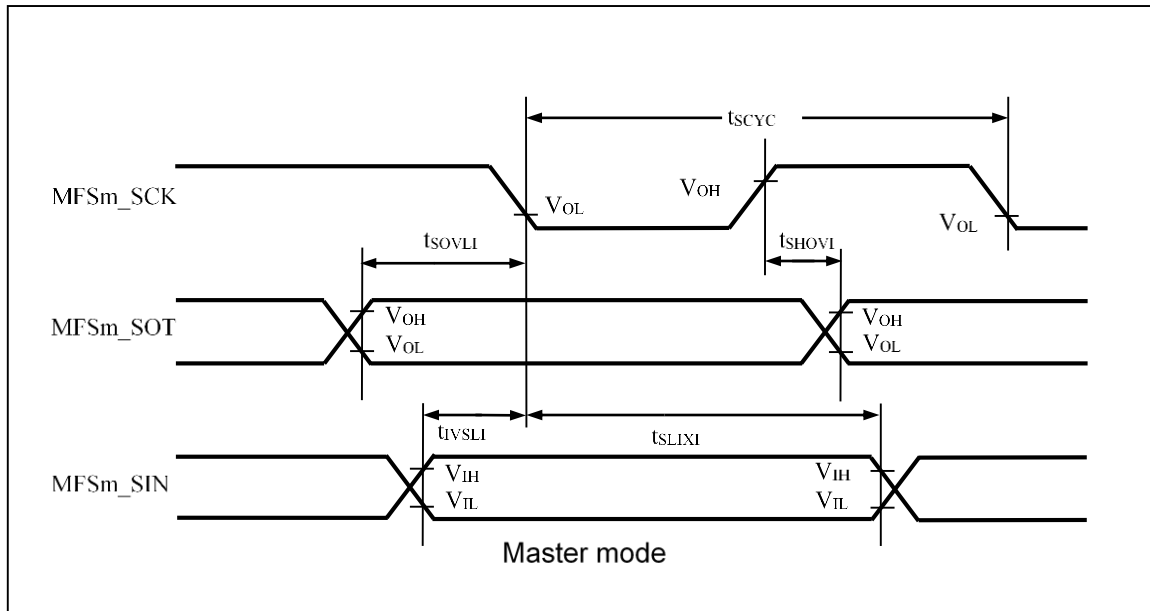 tSCYC
MFSm_SCK
VOL
VOH
VOL
tSOVLI
tSHOVI
MFSm_SOT
VOH
VOL
VOH
VOL
tIVSLI
tSLIXI
MFSm_SIN
VIH
VIL
VIH
VIL
Master mode